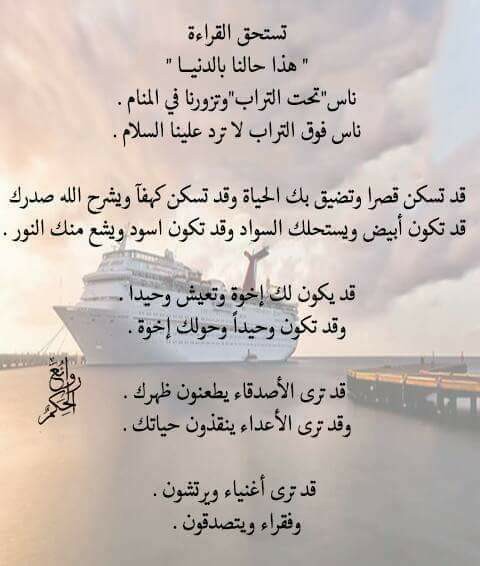 تستحق القراءة
" هذا حالنا بالدنيـا "
ناس"تحت التراب"وتزورنا في المنام .
ناس فوق التراب لا ترد علينا السلام .
قد تسكن قصرا وتضيق بك الحياة وقد تسكن كهفآ ويشرح الله صدرك
قد تكون أبيض ويستحلك السواد وقد تكون اسود ويشع منك النور .
قد يكون لك إخوة وتعيش وحيدا .
وقد تكون وحيداً وحولك إخوة .
روائع الحكم
قد ترى الأصدقاء يطعنون ظهرك .
وقد ترى الأعداء ينقذون حياتك .
قد ترى أغنياء ويرتشون .
وفقراء ويتصدقون .